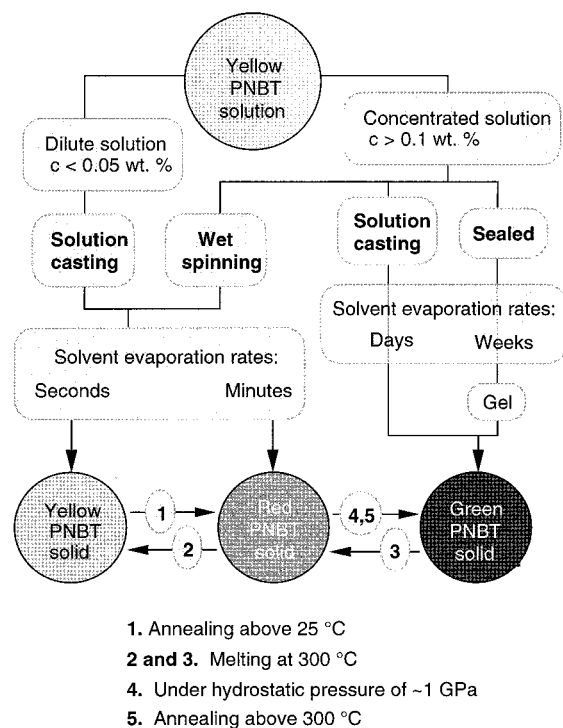 Yellow
PNBT
solution
Dilute solution
c < 0.05 wt. %
Concentrated solution
c > 0.1 wt. %
Solution
casting
Wet
spinning
Solution
casting
Sealed
Solvent evaporation rates:
Seconds
Minutes
Solvent evaporation rates:
Days
Weeks
Gel
Yellow
PNBT
solid
1
2
Red
PNBT
solid
4,5
3
Green
PNBT
solid
1. Annealing above 25 °C
2 and 3. Melting at 300 °C
4. Under hydrostatic pressure of ~1 GPa
5. Annealing above 300 °C